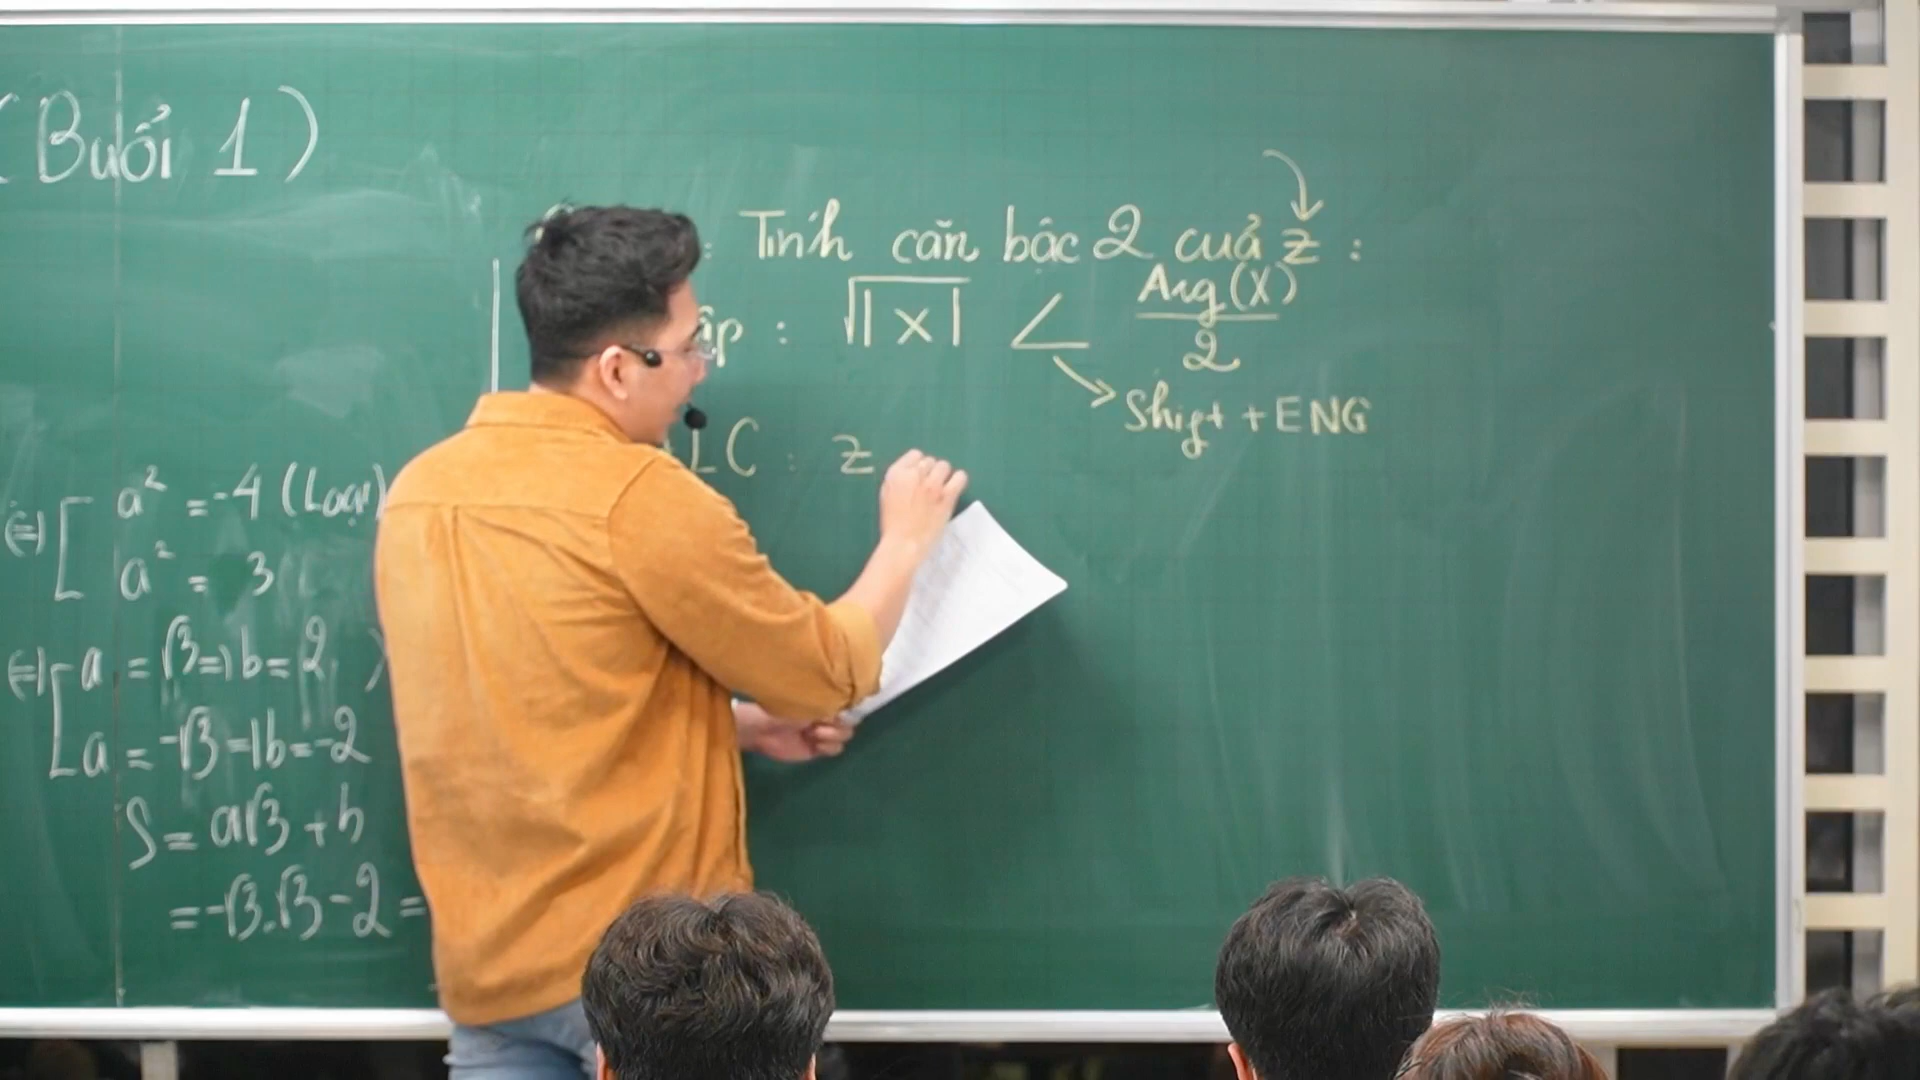 (Buổi 1)
(=) [ a² = -4 (Loại)
a² = 3
(=) [ a = √3 => b = 2
a = -√3 => b = -2
S = a√3 + b
= -√3.√3 - 2 =
: Tính căn bậc 2 của z :
: √|X| ∠ Arg(X)/2
Shift + ENG
LC : z